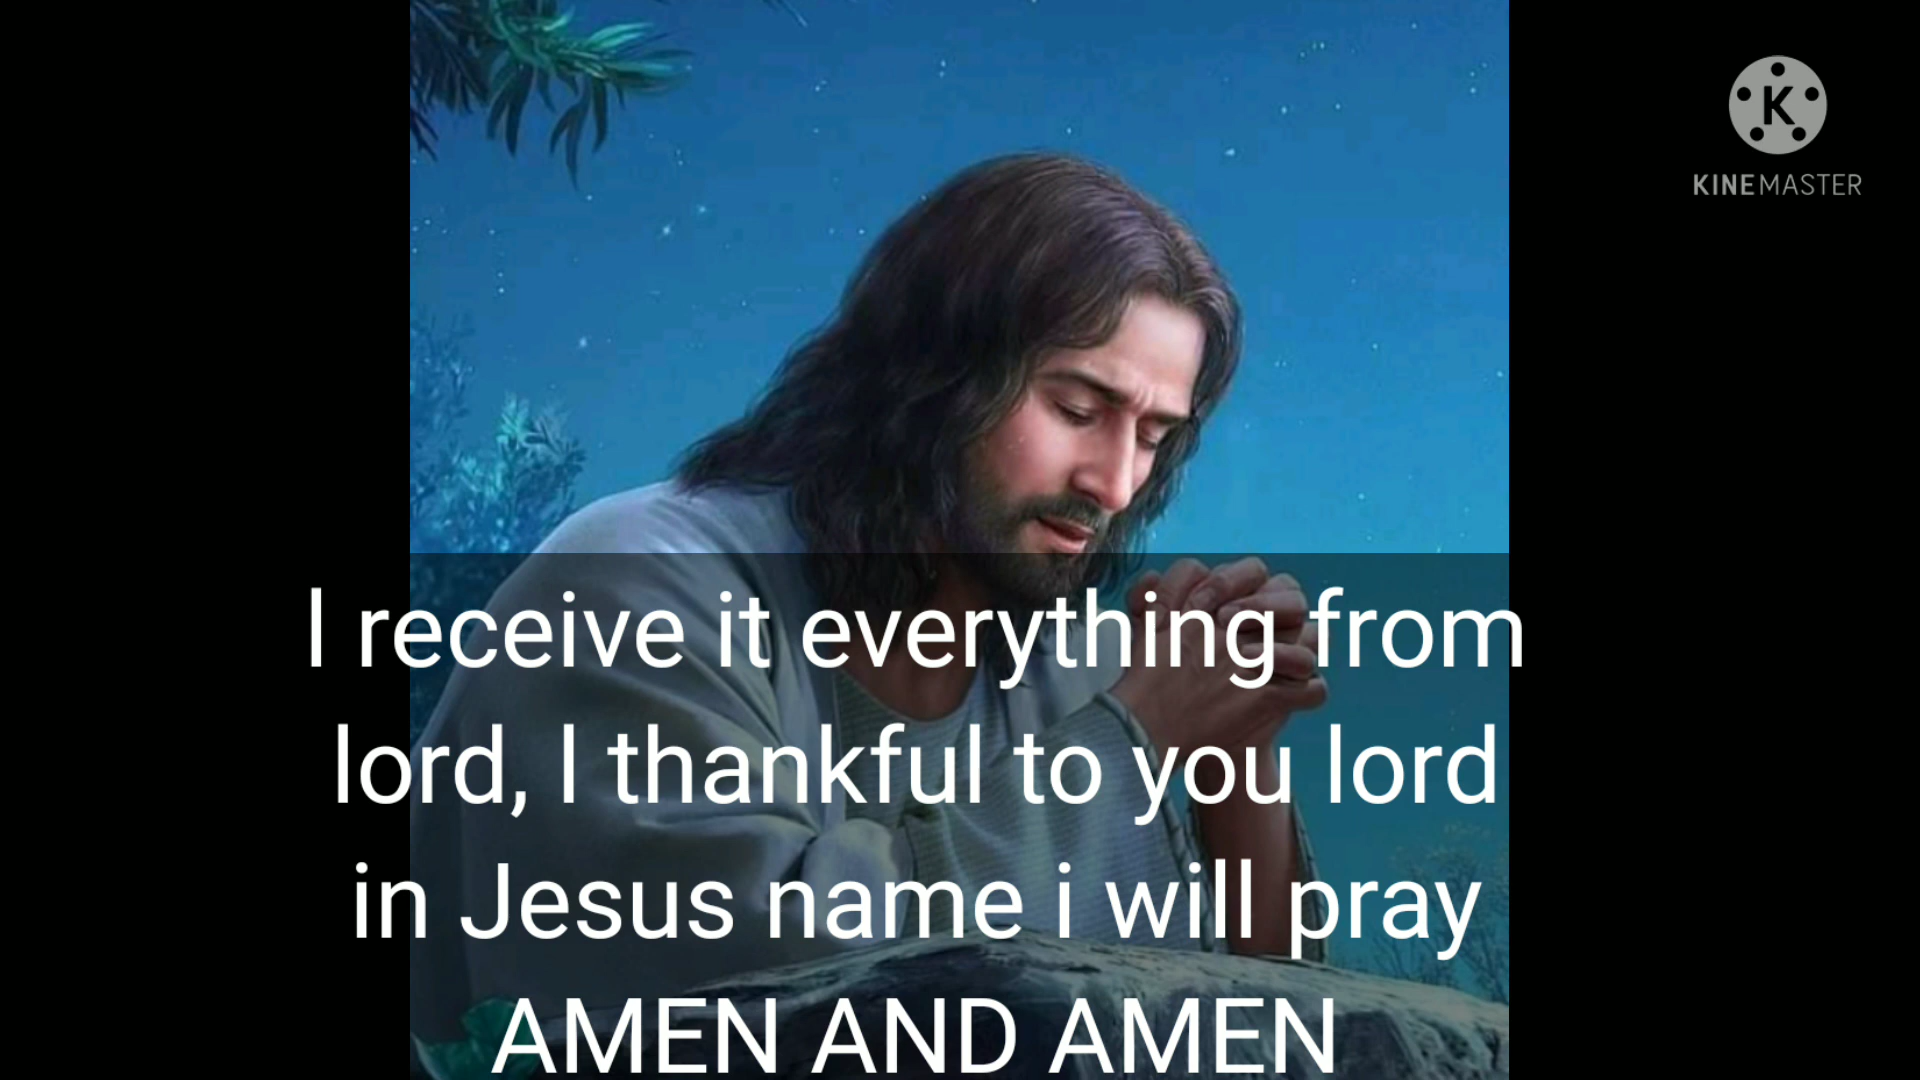 KINEMASTER
I receive it everything from
lord, I thankful to you lord
in Jesus name i will pray
AMEN AND AMEN